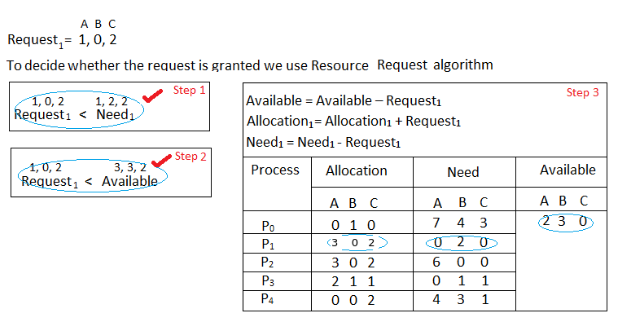 A B C
Request₁= 1, 0, 2
To decide whether the request is granted we use Resource Request algorithm
Step 1
1, 0, 2 1, 2, 2
Request₁ < Need₁
Step 2
1, 0, 2 3, 3, 2
Request₁ < Available
Step 3
Available = Available – Request₁
Allocation₁= Allocation₁ + Request₁
Need₁ = Need₁ - Request₁
Process Allocation Need Available
A B C A B C A B C
P₀ 0 1 0 7 4 3 2 3 0
P₁ 3 0 2 0 2 0
P₂ 3 0 2 6 0 0
P₃ 2 1 1 0 1 1
P₄ 0 0 2 4 3 1